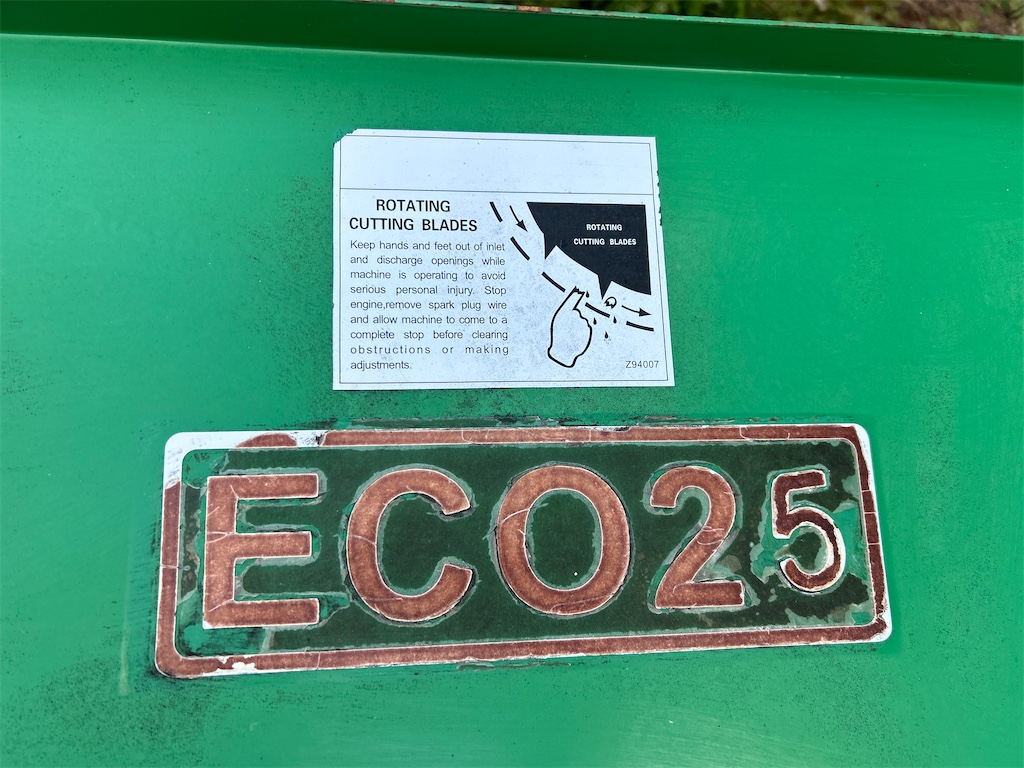 ROTATING
CUTTING BLADES
Keep hands and feet out of inlet
and discharge openings while
machine is operating to avoid
serious personal injury. Stop
engine,remove spark plug wire
and allow machine to come to a
complete stop before clearing
obstructions or making
adjustments.
ROTATING
CUTTING BLADES
Z94007
ECO25